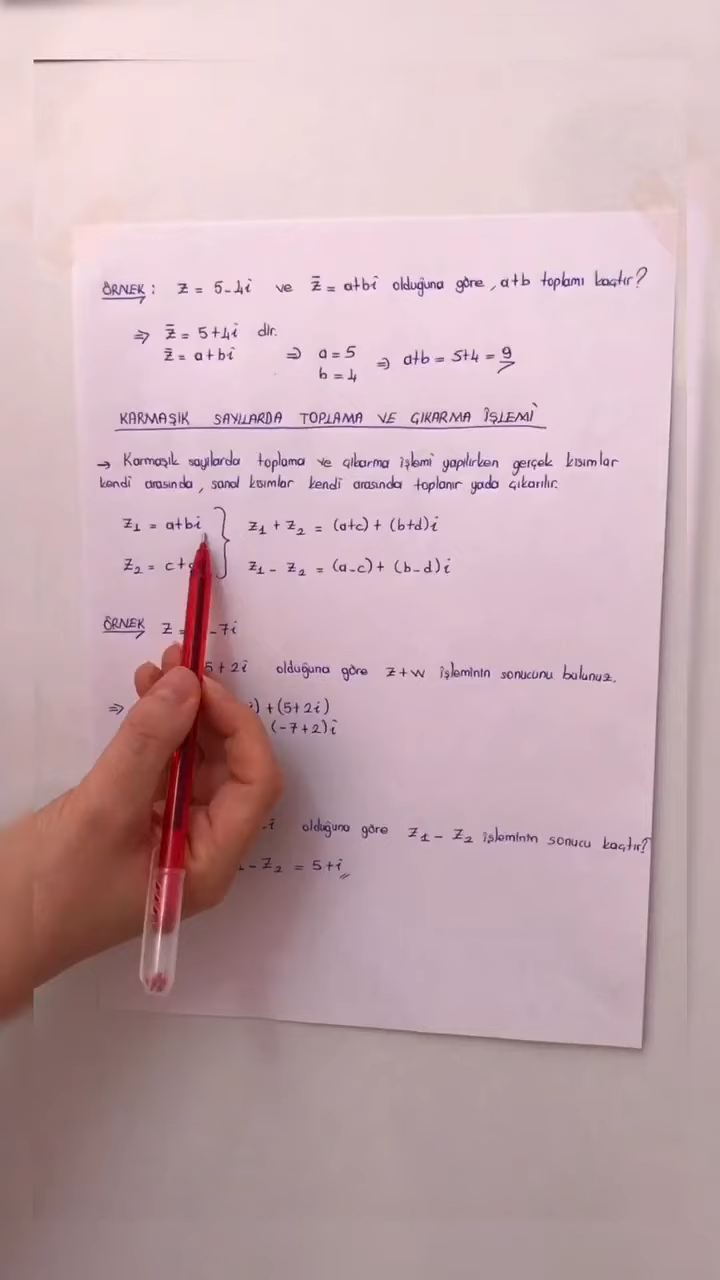 ÖRNEK : z = 5-4i ve z̄ = a+bi olduğuna göre, a+b toplamı kaçtır?
⇒ z̄ = 5+4i dir.
z̄ = a+bi ⇒ a = 5 ⇒ a+b = 5+4 = 9
b = 4
KARMAŞIK SAYILARDA TOPLAMA VE ÇIKARMA İŞLEMİ
→ Karmaşık sayılarda toplama ve çıkarma işlemi yapılırken gerçek kısımlar
kendi arasında, sanal kısımlar kendi arasında toplanır yada çıkarılır.
z₁ = a+bi } z₁ + z₂ = (a+c) + (b+d)i
z₂ = c+ z₁ - z₂ = (a-c) + (b-d)i
ÖRNEK z = -7i
5+2i olduğuna göre z+w işleminin sonucunu bulunuz.
⇒ ) + (5+2i)
(-7+2)i
-i olduğuna göre z₁ - z₂ işleminin sonucu kaçtır?
- z₂ = 5+i